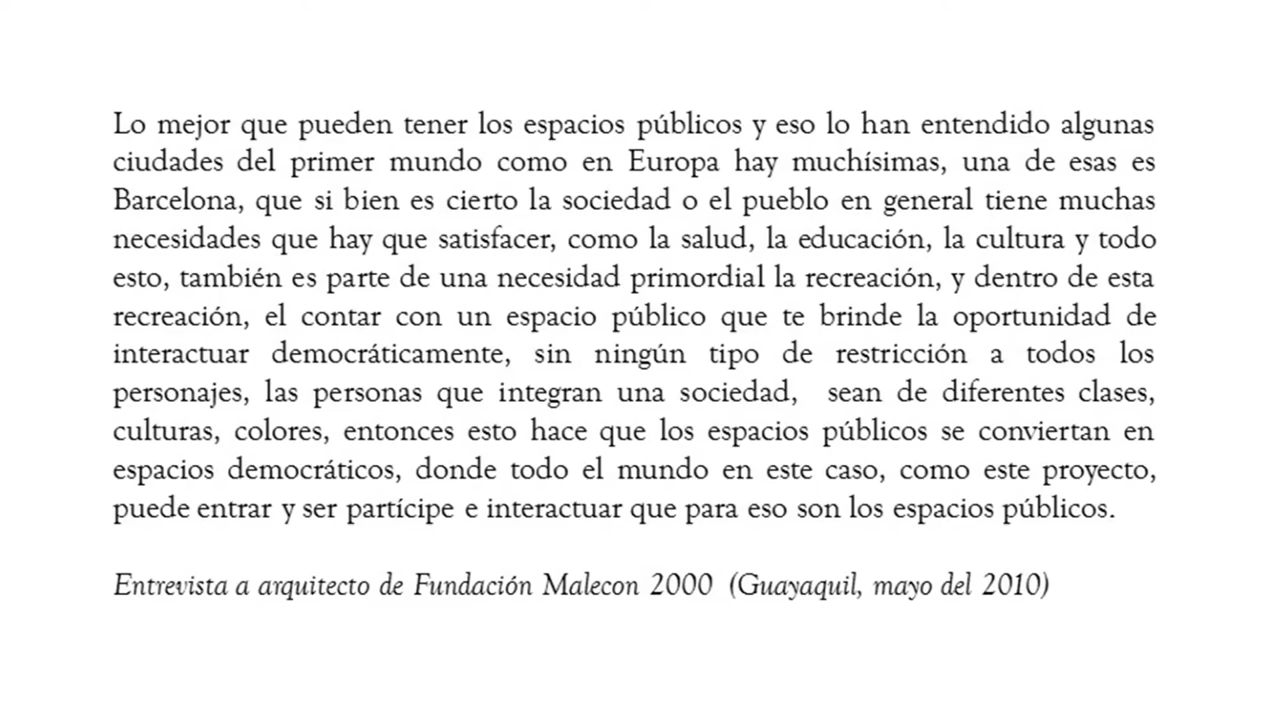 Lo mejor que pueden tener los espacios públicos y eso lo han entendido algunas
ciudades del primer mundo como en Europa hay muchísimas, una de esas es
Barcelona, que si bien es cierto la sociedad o el pueblo en general tiene muchas
necesidades que hay que satisfacer, como la salud, la educación, la cultura y todo
esto, también es parte de una necesidad primordial la recreación, y dentro de esta
recreación, el contar con un espacio público que te brinde la oportunidad de
interactuar democráticamente, sin ningún tipo de restricción a todos los
personajes, las personas que integran una sociedad, sean de diferentes clases,
culturas, colores, entonces esto hace que los espacios públicos se conviertan en
espacios democráticos, donde todo el mundo en este caso, como este proyecto,
puede entrar y ser partícipe e interactuar que para eso son los espacios públicos.
Entrevista a arquitecto de Fundación Malecon 2000 (Guayaquil, mayo del 2010)